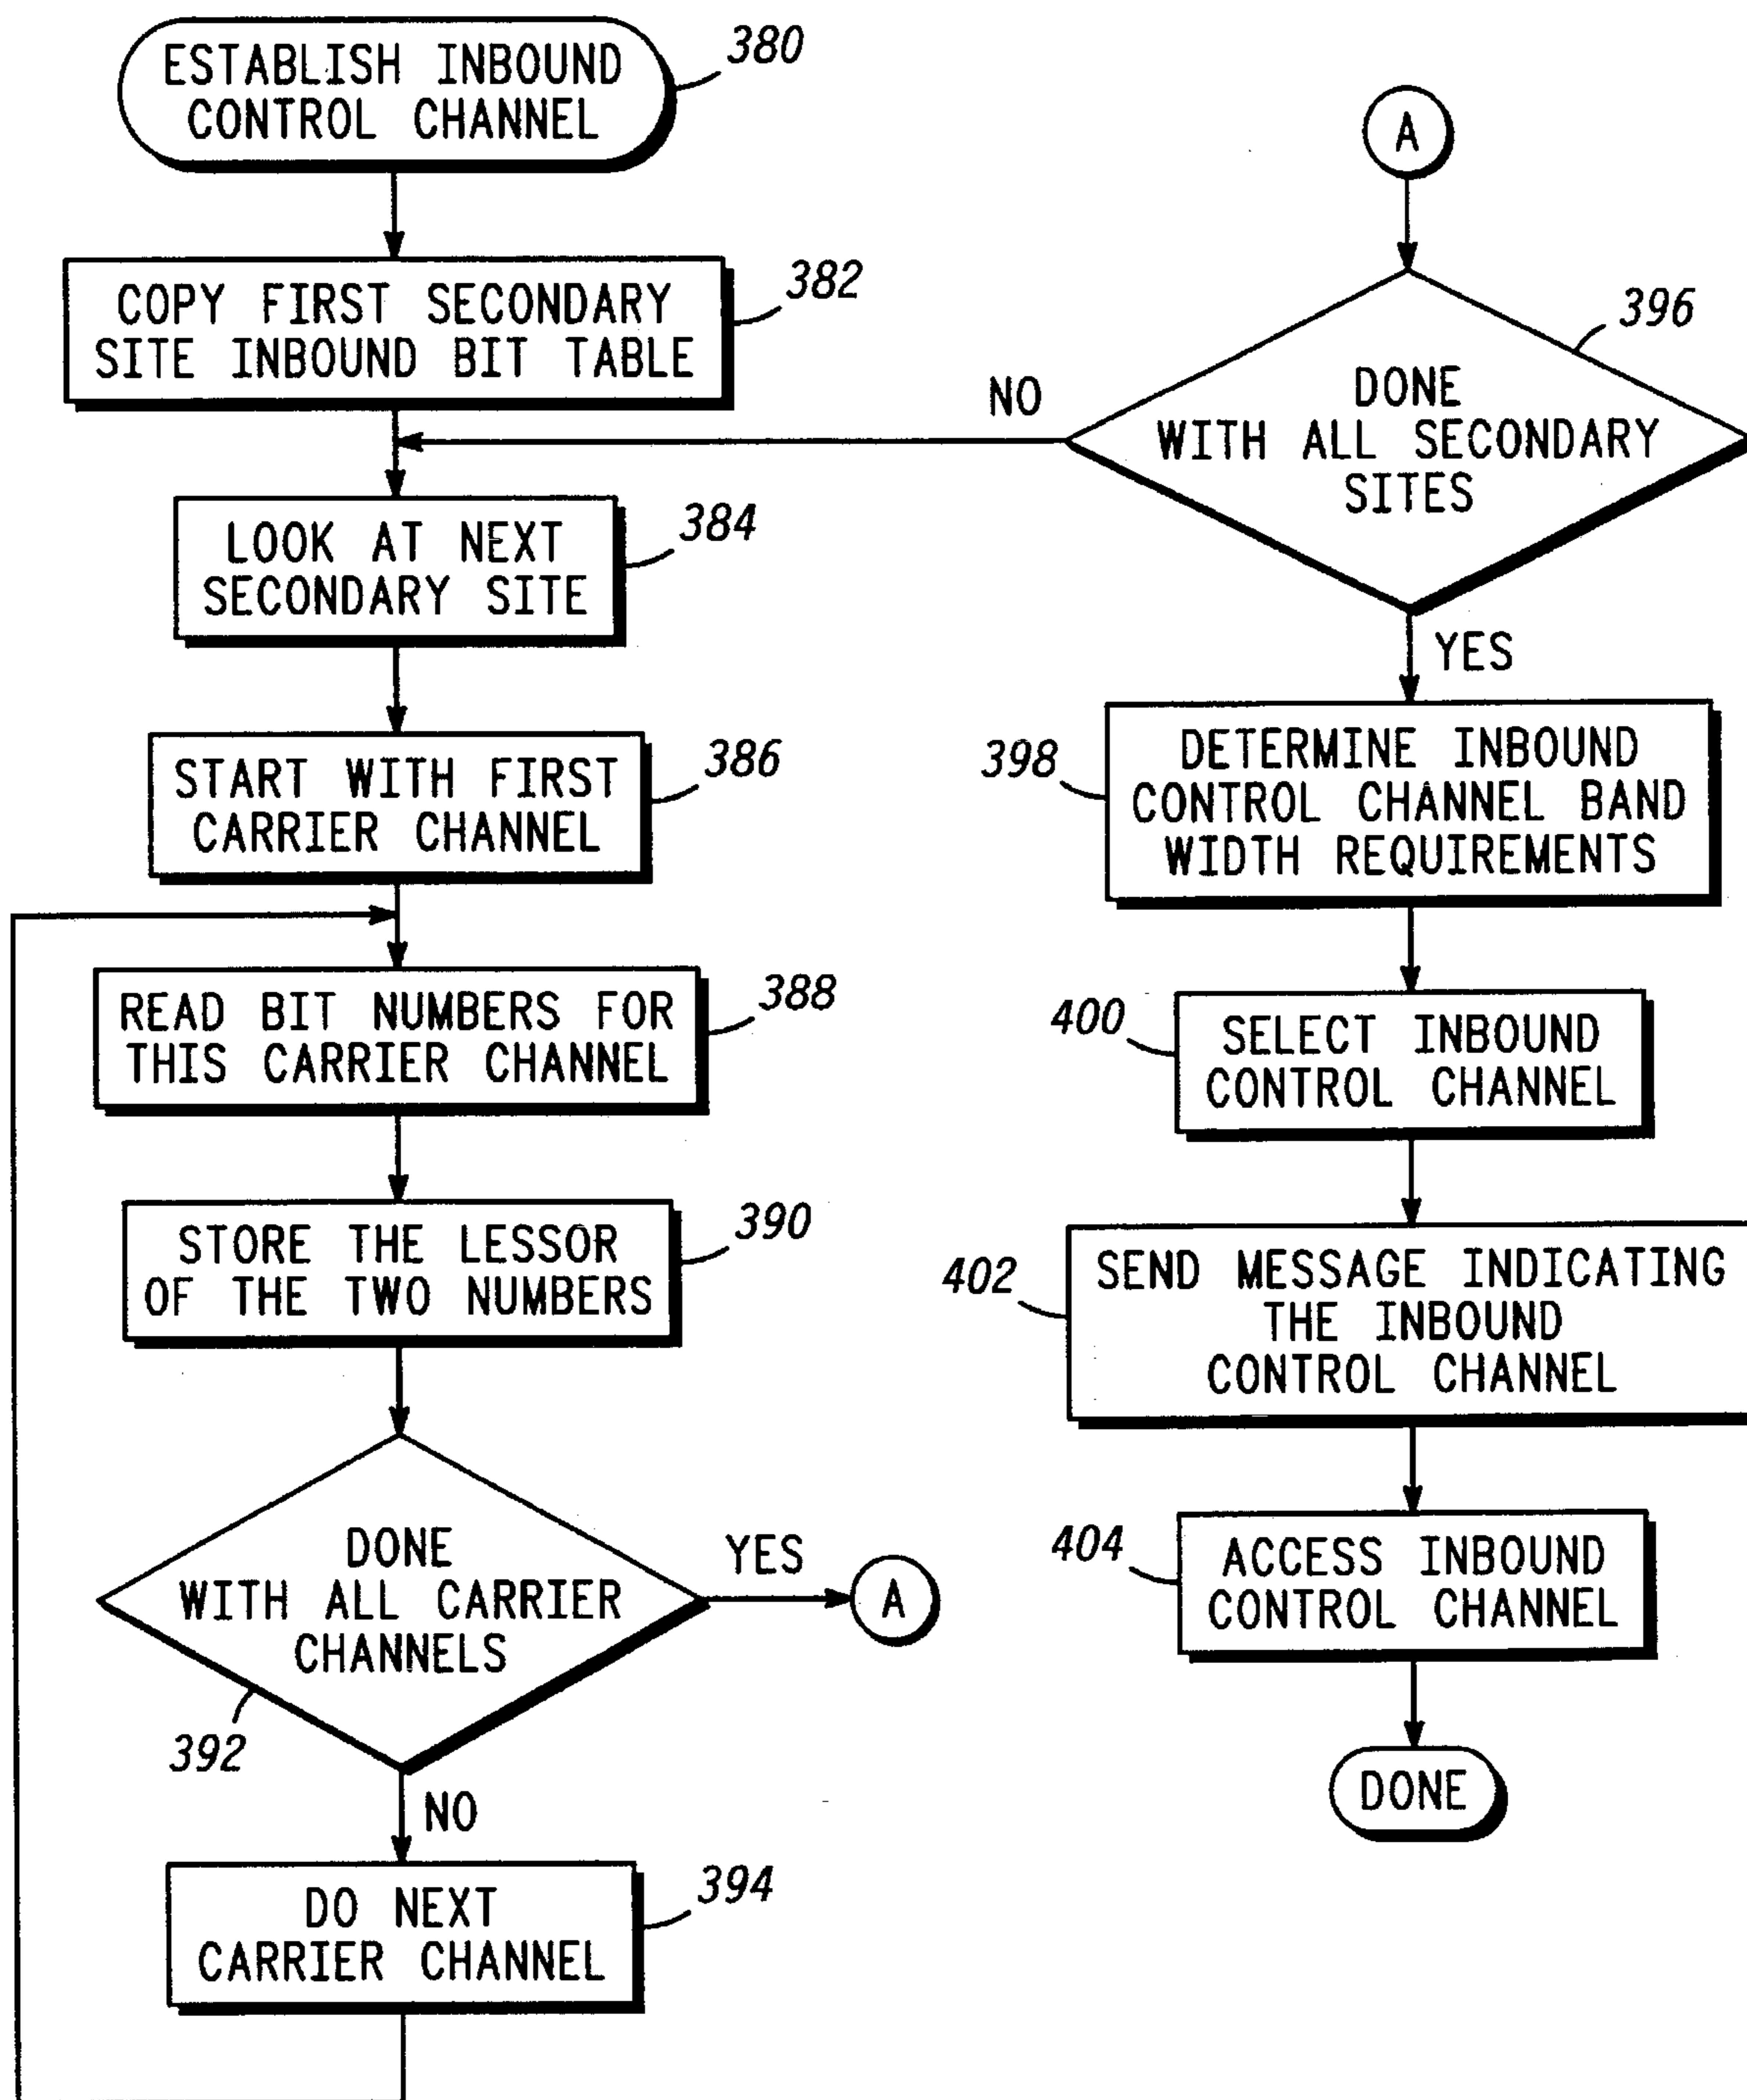 ESTABLISH INBOUND
CONTROL CHANNEL
380
COPY FIRST SECONDARY
SITE INBOUND BIT TABLE
382
LOOK AT NEXT
SECONDARY SITE
384
START WITH FIRST
CARRIER CHANNEL
386
READ BIT NUMBERS FOR
THIS CARRIER CHANNEL
388
STORE THE LESSOR
OF THE TWO NUMBERS
390
DONE
WITH ALL CARRIER
CHANNELS
392
YES
A
NO
DO NEXT
CARRIER CHANNEL
394
A
DONE
WITH ALL SECONDARY
SITES
396
NO
YES
DETERMINE INBOUND
CONTROL CHANNEL BAND
WIDTH REQUIREMENTS
398
SELECT INBOUND
CONTROL CHANNEL
400
SEND MESSAGE INDICATING
THE INBOUND
CONTROL CHANNEL
402
ACCESS INBOUND
CONTROL CHANNEL
404
DONE